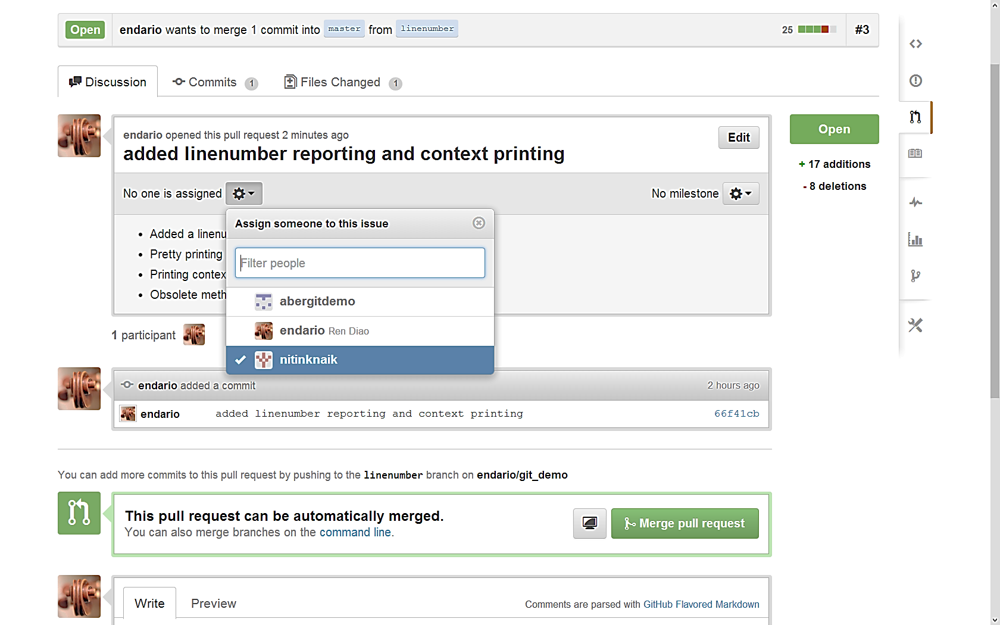 Open endario wants to merge 1 commit into master from linenumber 25 #3
Discussion Commits 1 Files Changed 1
endario opened this pull request 2 minutes ago
Edit
added linenumber reporting and context printing
Open
+ 17 additions
- 8 deletions
No one is assigned
No milestone
Assign someone to this issue
Filter people
abergitdemo
endario Ren Diao
nitinknaik
Added a linenu
Pretty printing
Printing contex
Obsolete meth
1 participant
endario added a commit 2 hours ago
endario added linenumber reporting and context printing 66f41cb
You can add more commits to this pull request by pushing to the linenumber branch on endario/git_demo
This pull request can be automatically merged.
You can also merge branches on the command line.
Merge pull request
Write Preview Comments are parsed with GitHub Flavored Markdown